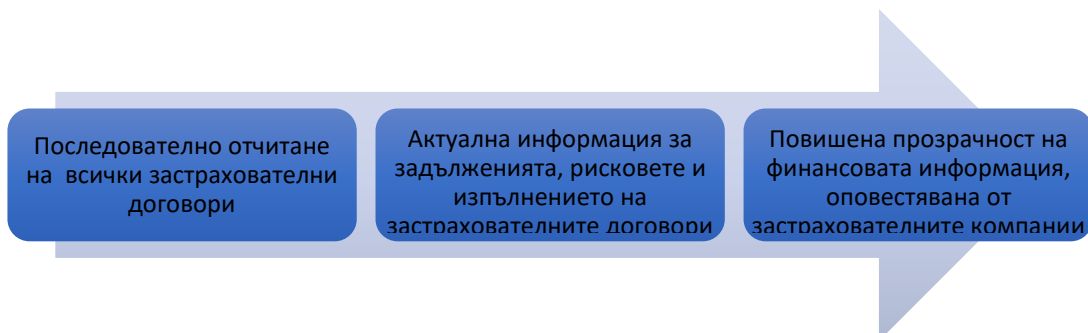 Последователно отчитане
на  всички застрахователни
договори
Актуална информация за
задълженията, рисковете и
изпълнението на
застрахователните договори
Повишена прозрачност на
финансовата информация,
оповестявана от
застрахователните компании